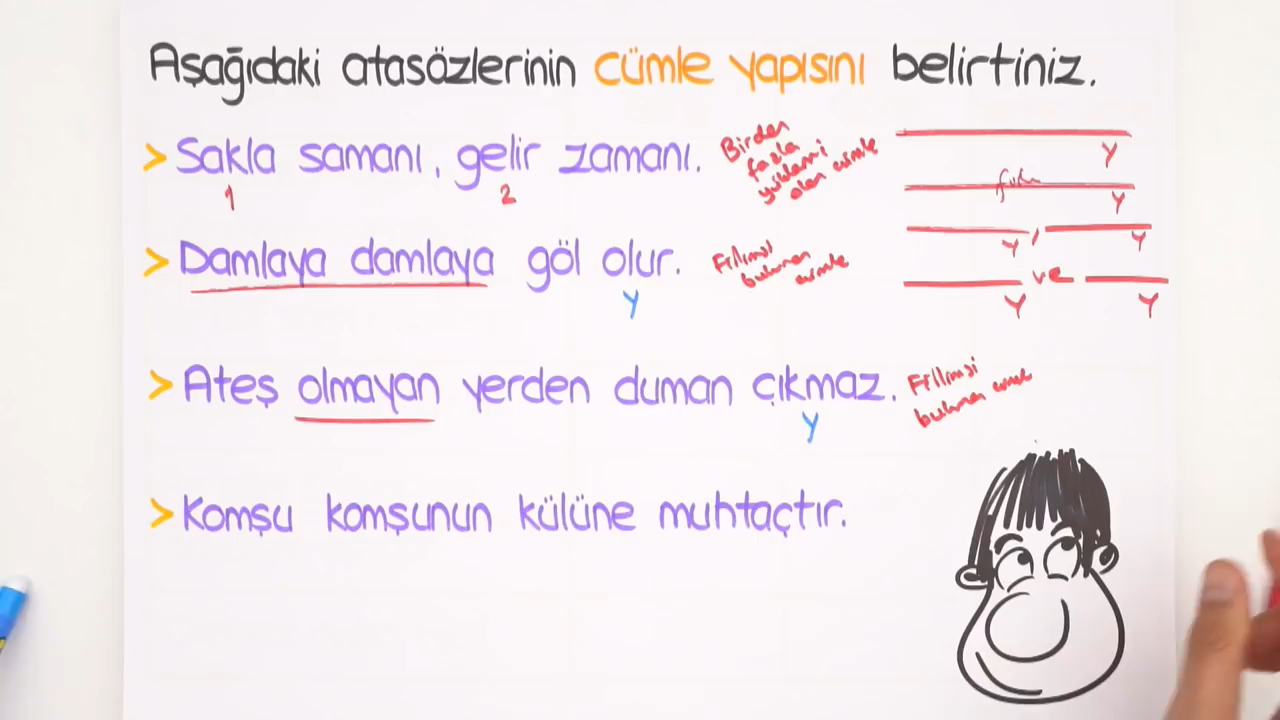 Aşağıdaki atasözlerinin cümle yapısını belirtiniz.
> Sakla samanı, gelir zamanı.
1 2
Birden
fazla
yüklemi
olan cümle
Y
Y
Y , Y
ve
Y Y
> Damlaya damlaya göl olur.
Y
Fiilimsi
bulunan
cümle
> Ateş olmayan yerden duman çıkmaz.
Y
Fiilimsi
bulunan cümle
> Komşu komşunun külüne muhtaçtır.